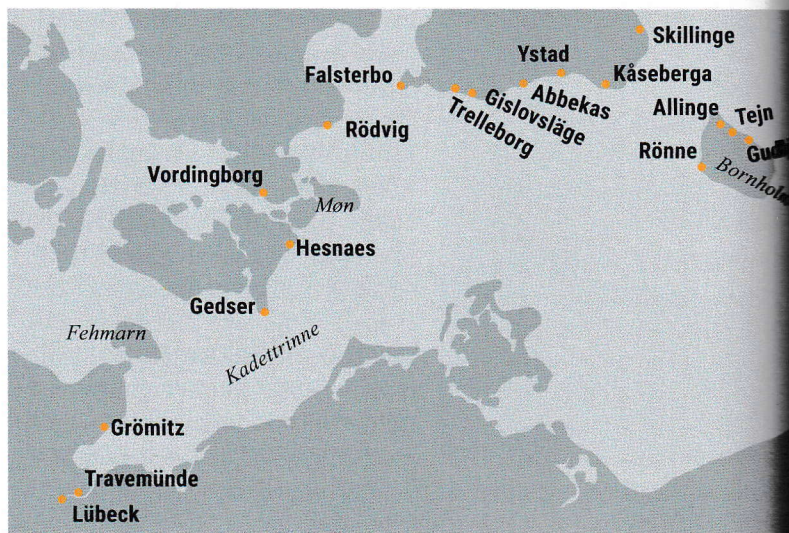 Skillinge
Ystad
Falsterbo
Kåseberga
Abbekas
Gislovsläge
Trelleborg
Allinge
Tejn
Rödvig
Rönne
Bornholm
Vordingborg
Møn
Hesnaes
Gedser
Fehmarn
Kadettrinne
Grömitz
Travemünde
Lübeck